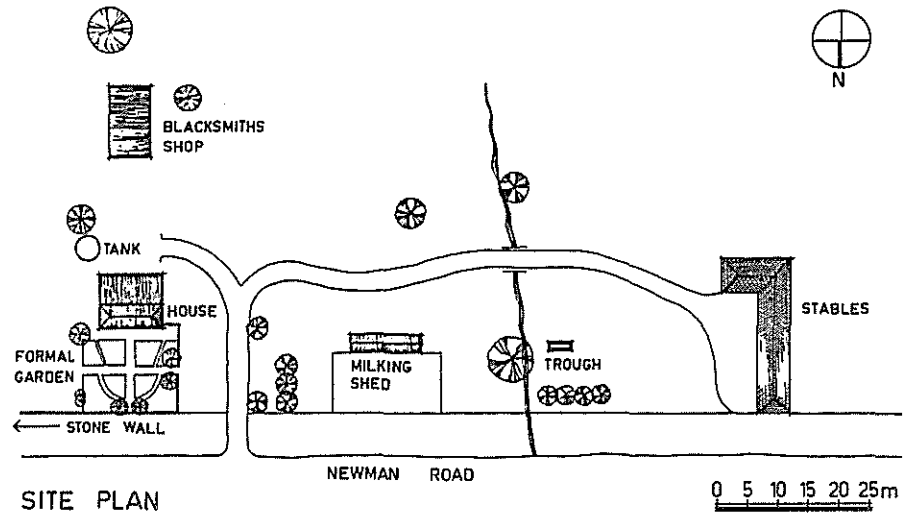 N
BLACKSMITHS
SHOP
TANK
HOUSE
STABLES
FORMAL
GARDEN
MILKING
SHED
TROUGH
STONE WALL
NEWMAN ROAD
SITE PLAN
0 5 10 15 20 25m